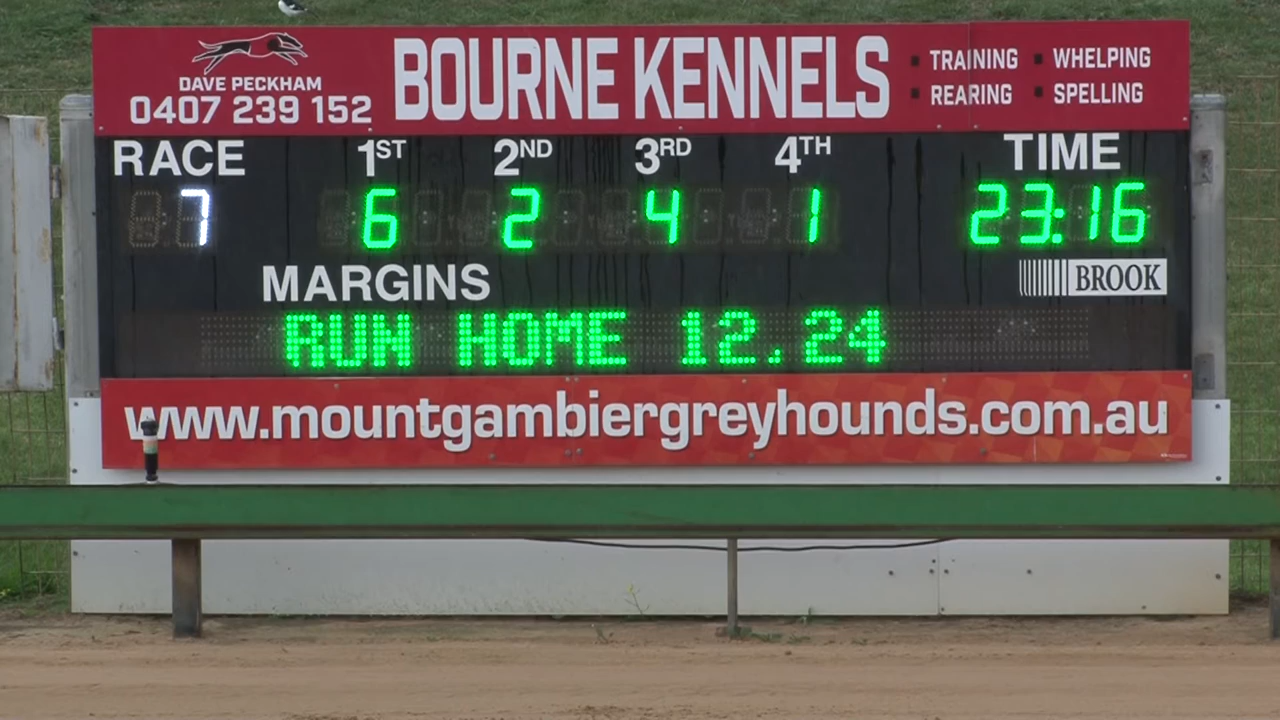 DAVE PECKHAM
0407 239 152
BOURNE KENNELS
TRAINING
WHELPING
REARING
SPELLING
RACE 1ST 2ND 3RD 4TH TIME
7 6 2 4 1 23:16
MARGINS
BROOK
RUN HOME 12.24
www.mountgambiergreyhounds.com.au